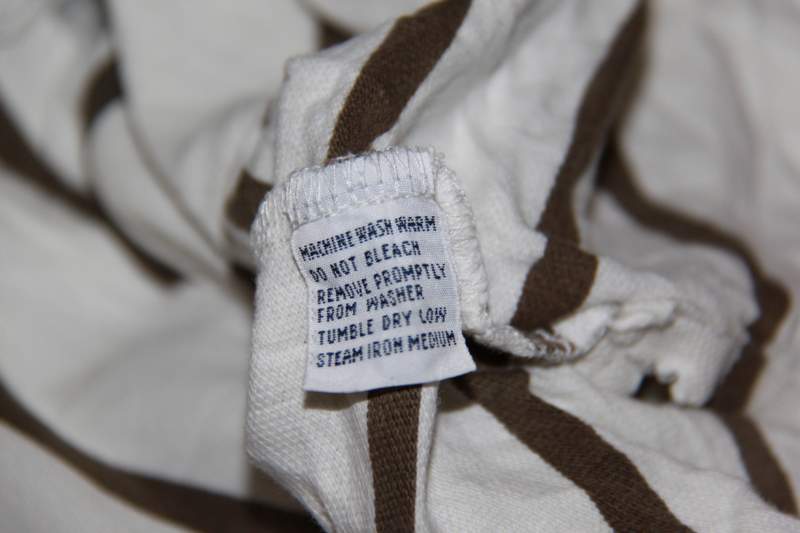 MACHINE WASH WARM
DO NOT BLEACH
REMOVE PROMPTLY
FROM WASHER
TUMBLE DRY LOW
STEAM IRON MEDIUM